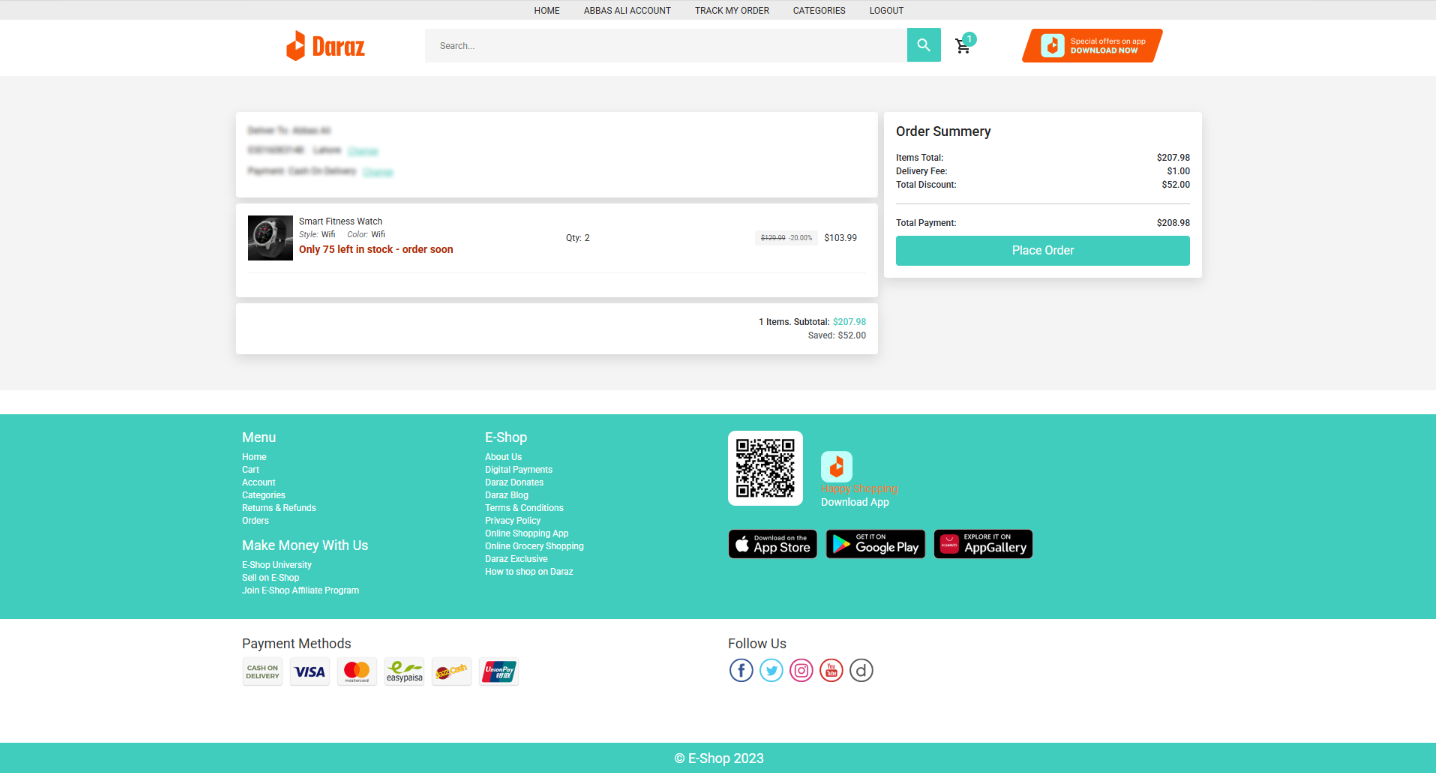 HOME ABBAS ALI ACCOUNT TRACK MY ORDER CATEGORIES LOGOUT
Daraz
Search...
1
Special offers on app
DOWNLOAD NOW
Deliver To: Abbas Ali
Lahore Change
Payment: Cash On Delivery Change
Smart Fitness Watch
Style: Wifi Color: Wifi
Only 75 left in stock - order soon
Qty: 2
$129.99 -20.00% $103.99
1 Items. Subtotal: $207.98
Saved: $52.00
Order Summery
Items Total: $207.98
Delivery Fee: $1.00
Total Discount: $52.00
Total Payment: $208.98
Place Order
Menu
Home
Cart
Account
Categories
Returns & Refunds
Orders
Make Money With Us
E-Shop University
Sell on E-Shop
Join E-Shop Affiliate Program
E-Shop
About Us
Digital Payments
Daraz Donates
Daraz Blog
Terms & Conditions
Privacy Policy
Online Shopping App
Online Grocery Shopping
Daraz Exclusive
How to shop on Daraz
Happy Shopping
Download App
Download on the
App Store
GET IT ON
Google Play
EXPLORE IT ON
AppGallery
Payment Methods
CASH ON
DELIVERY
VISA
mastercard
easypaisa
Cash
UnionPay
银联
Follow Us
You
Tube
© E-Shop 2023